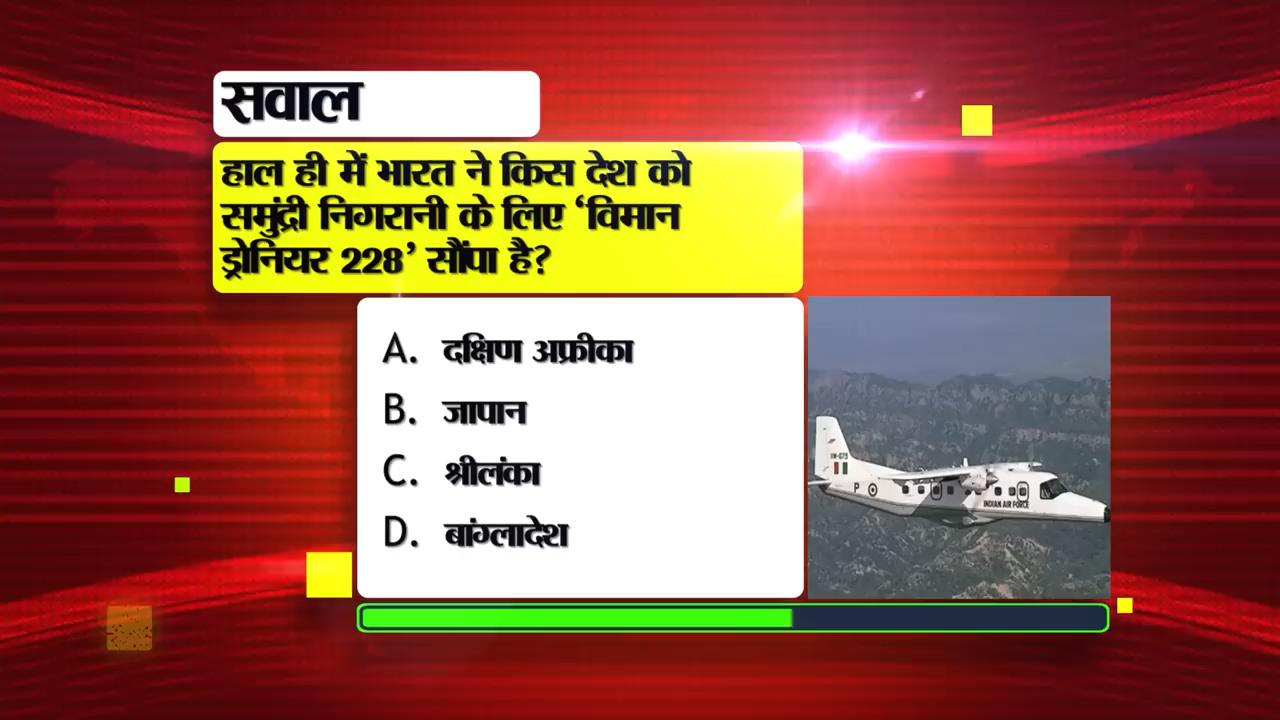 सवाल
हाल ही में भारत ने किस देश को
समुंद्री निगरानी के लिए ‘विमान
ड्रोनियर 228’ सौंपा है?
A. दक्षिण अफ्रीका
B. जापान
C. श्रीलंका
D. बांग्लादेश
P
INDIAN AIR FORCE